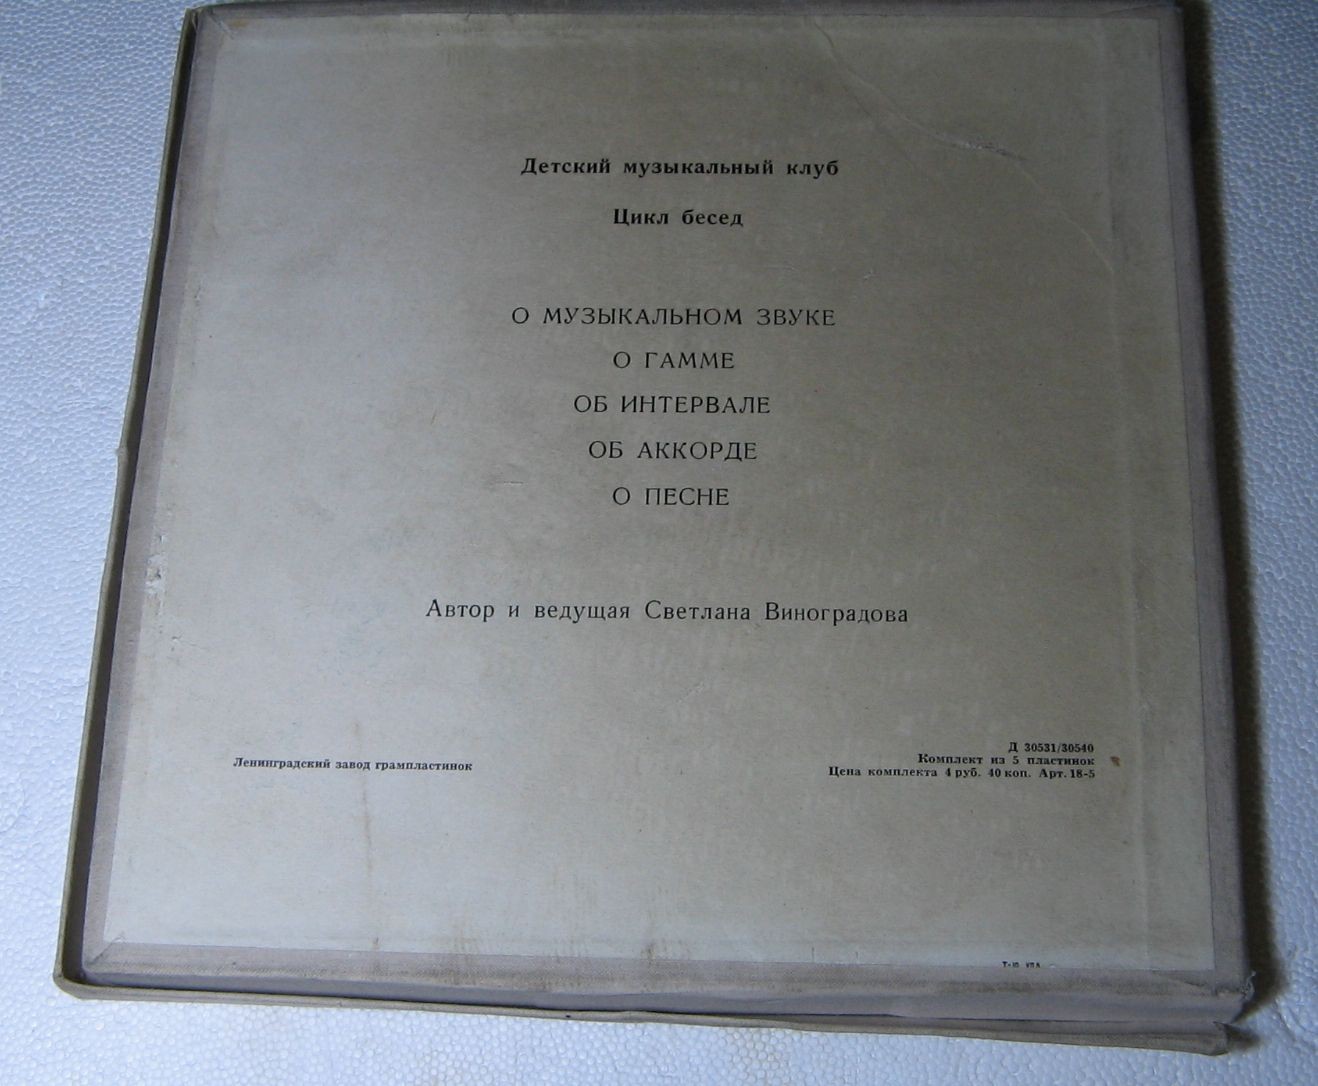 Детский музыкальный клуб
Цикл бесед
О МУЗЫКАЛЬНОМ ЗВУКЕ
О ГАММЕ
ОБ ИНТЕРВАЛЕ
ОБ АККОРДЕ
О ПЕСНЕ
Автор и ведущая Светлана Виноградова
Ленинградский завод грампластинок
Д 30531/30540
Комплект из 5 пластинок
Цена комплекта 4 руб. 40 коп. Арт. 18-5